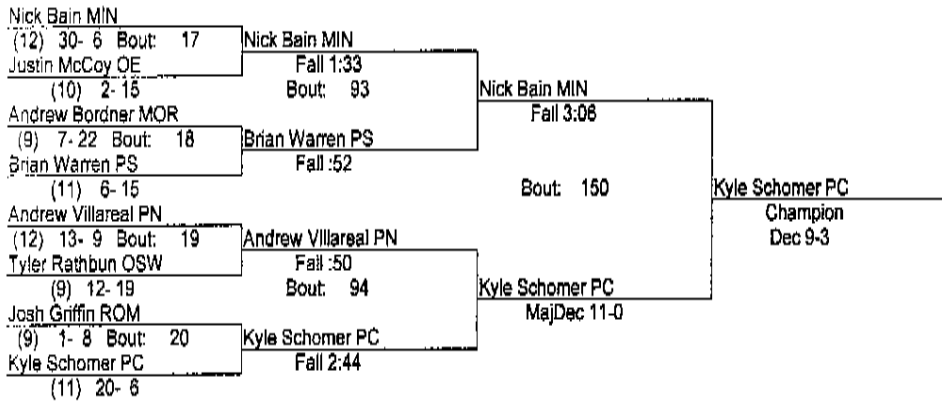 Nick Bain MIN
(12) 30- 6 Bout: 17
Justin McCoy OE
(10) 2- 15
Andrew Bordner MOR
(9) 7- 22 Bout: 18
Brian Warren PS
(11) 6- 15
Andrew Villareal PN
(12) 13- 9 Bout: 19
Tyler Rathbun OSW
(9) 12- 19
Josh Griffin ROM
(9) 1- 8 Bout: 20
Kyle Schomer PC
(11) 20- 6
Nick Bain MIN
Fall 1:33
Bout: 93
Brian Warren PS
Fall :52
Andrew Villareal PN
Fall :50
Bout: 94
Kyle Schomer PC
Fall 2:44
Nick Bain MIN
Fall 3:06
Bout: 150
Kyle Schomer PC
MajDec 11-0
Kyle Schomer PC
Champion
Dec 9-3